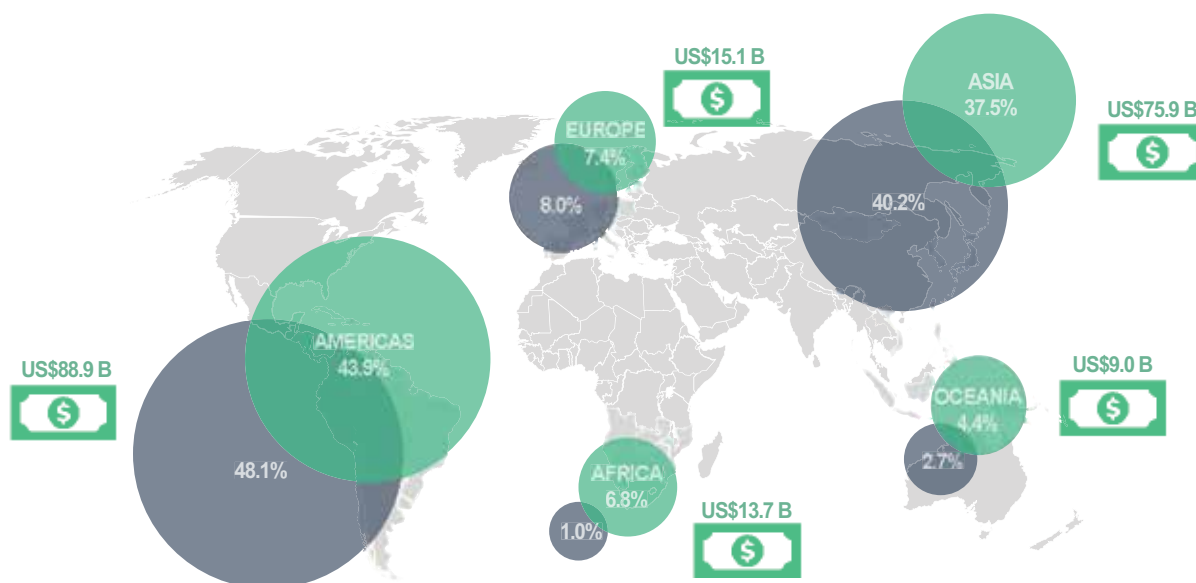 US$15.1 B
EUROPE
7.4%
8.0%
ASIA
37.5%
US$75.9 B
40.2%
AMERICAS
43.9%
US$88.9 B
48.1%
US$9.0 B
OCEANIA
4.4%
2.7%
AFRICA
6.8%
1.0%
US$13.7 B
$
$
$
$
$